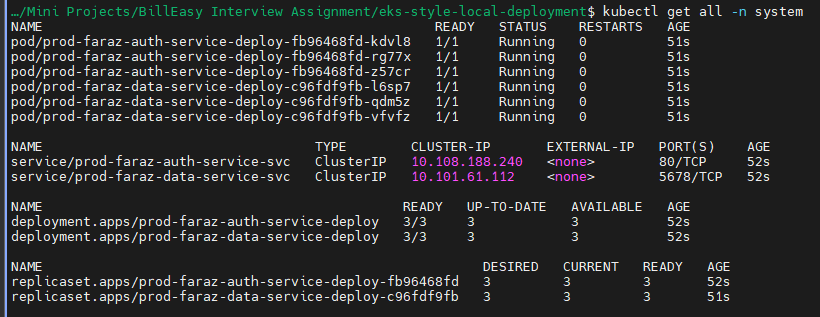 …/Mini Projects/BillEasy Interview Assignment/eks-style-local-deployment$ kubectl get all -n system
NAME READY STATUS RESTARTS AGE
pod/prod-faraz-auth-service-deploy-fb96468fd-kdvl8 1/1 Running 0 51s
pod/prod-faraz-auth-service-deploy-fb96468fd-rg77x 1/1 Running 0 51s
pod/prod-faraz-auth-service-deploy-fb96468fd-z57cr 1/1 Running 0 51s
pod/prod-faraz-data-service-deploy-c96fdf9fb-l6sp7 1/1 Running 0 51s
pod/prod-faraz-data-service-deploy-c96fdf9fb-qdm5z 1/1 Running 0 51s
pod/prod-faraz-data-service-deploy-c96fdf9fb-vfvfz 1/1 Running 0 51s
NAME TYPE CLUSTER-IP EXTERNAL-IP PORT(S) AGE
service/prod-faraz-auth-service-svc ClusterIP 10.108.188.240 <none> 80/TCP 52s
service/prod-faraz-data-service-svc ClusterIP 10.101.61.112 <none> 5678/TCP 52s
NAME READY UP-TO-DATE AVAILABLE AGE
deployment.apps/prod-faraz-auth-service-deploy 3/3 3 3 52s
deployment.apps/prod-faraz-data-service-deploy 3/3 3 3 52s
NAME DESIRED CURRENT READY AGE
replicaset.apps/prod-faraz-auth-service-deploy-fb96468fd 3 3 3 52s
replicaset.apps/prod-faraz-data-service-deploy-c96fdf9fb 3 3 3 51s